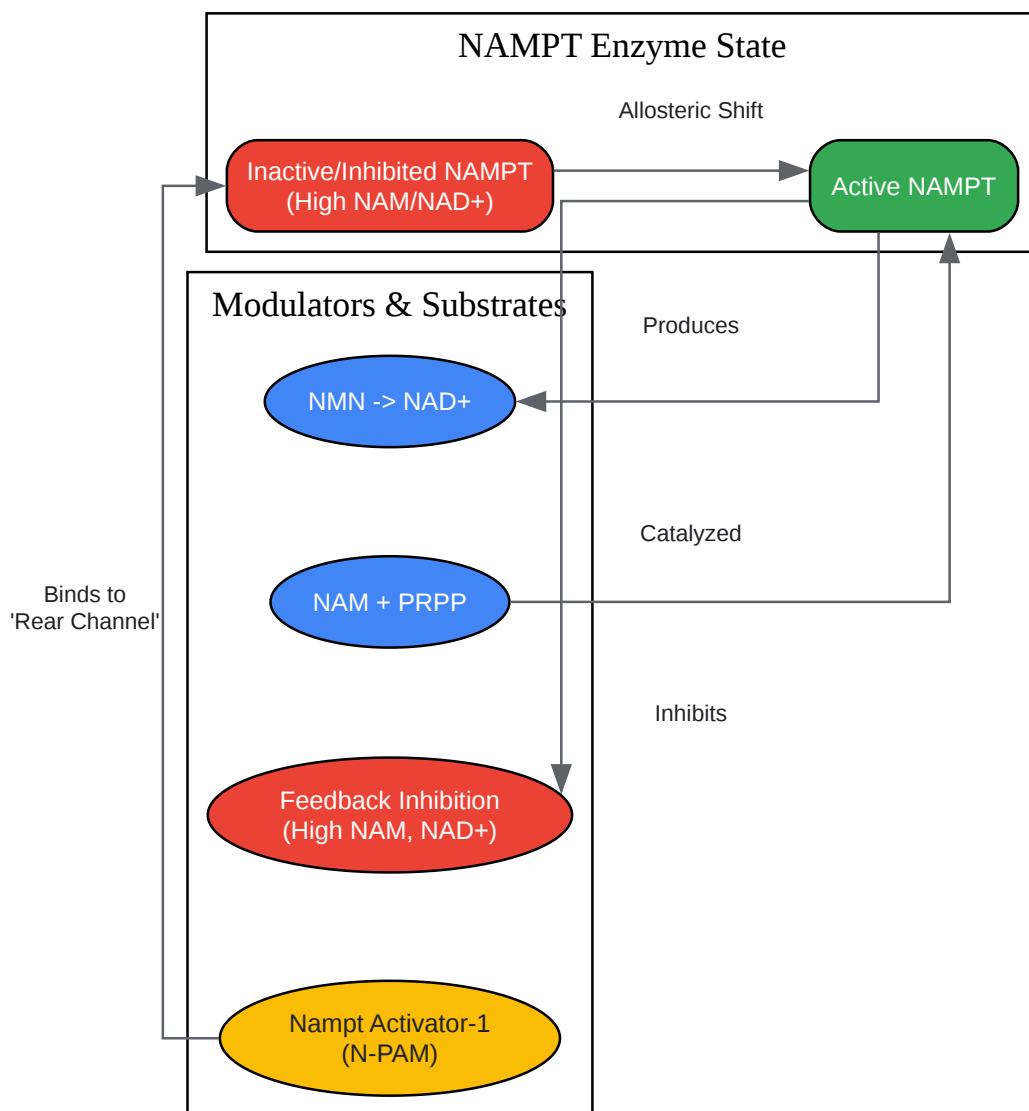 NAMPT Enzyme State
Allosteric Shift
Inactive/Inhibited NAMPT
(High NAM/NAD+)
Active NAMPT
Modulators & Substrates
Produces
NMN -> NAD+
Catalyzed
NAM + PRPP
Binds to
'Rear Channel'
Inhibits
Feedback Inhibition
(High NAM, NAD+)
Nampt Activator-1
(N-PAM)